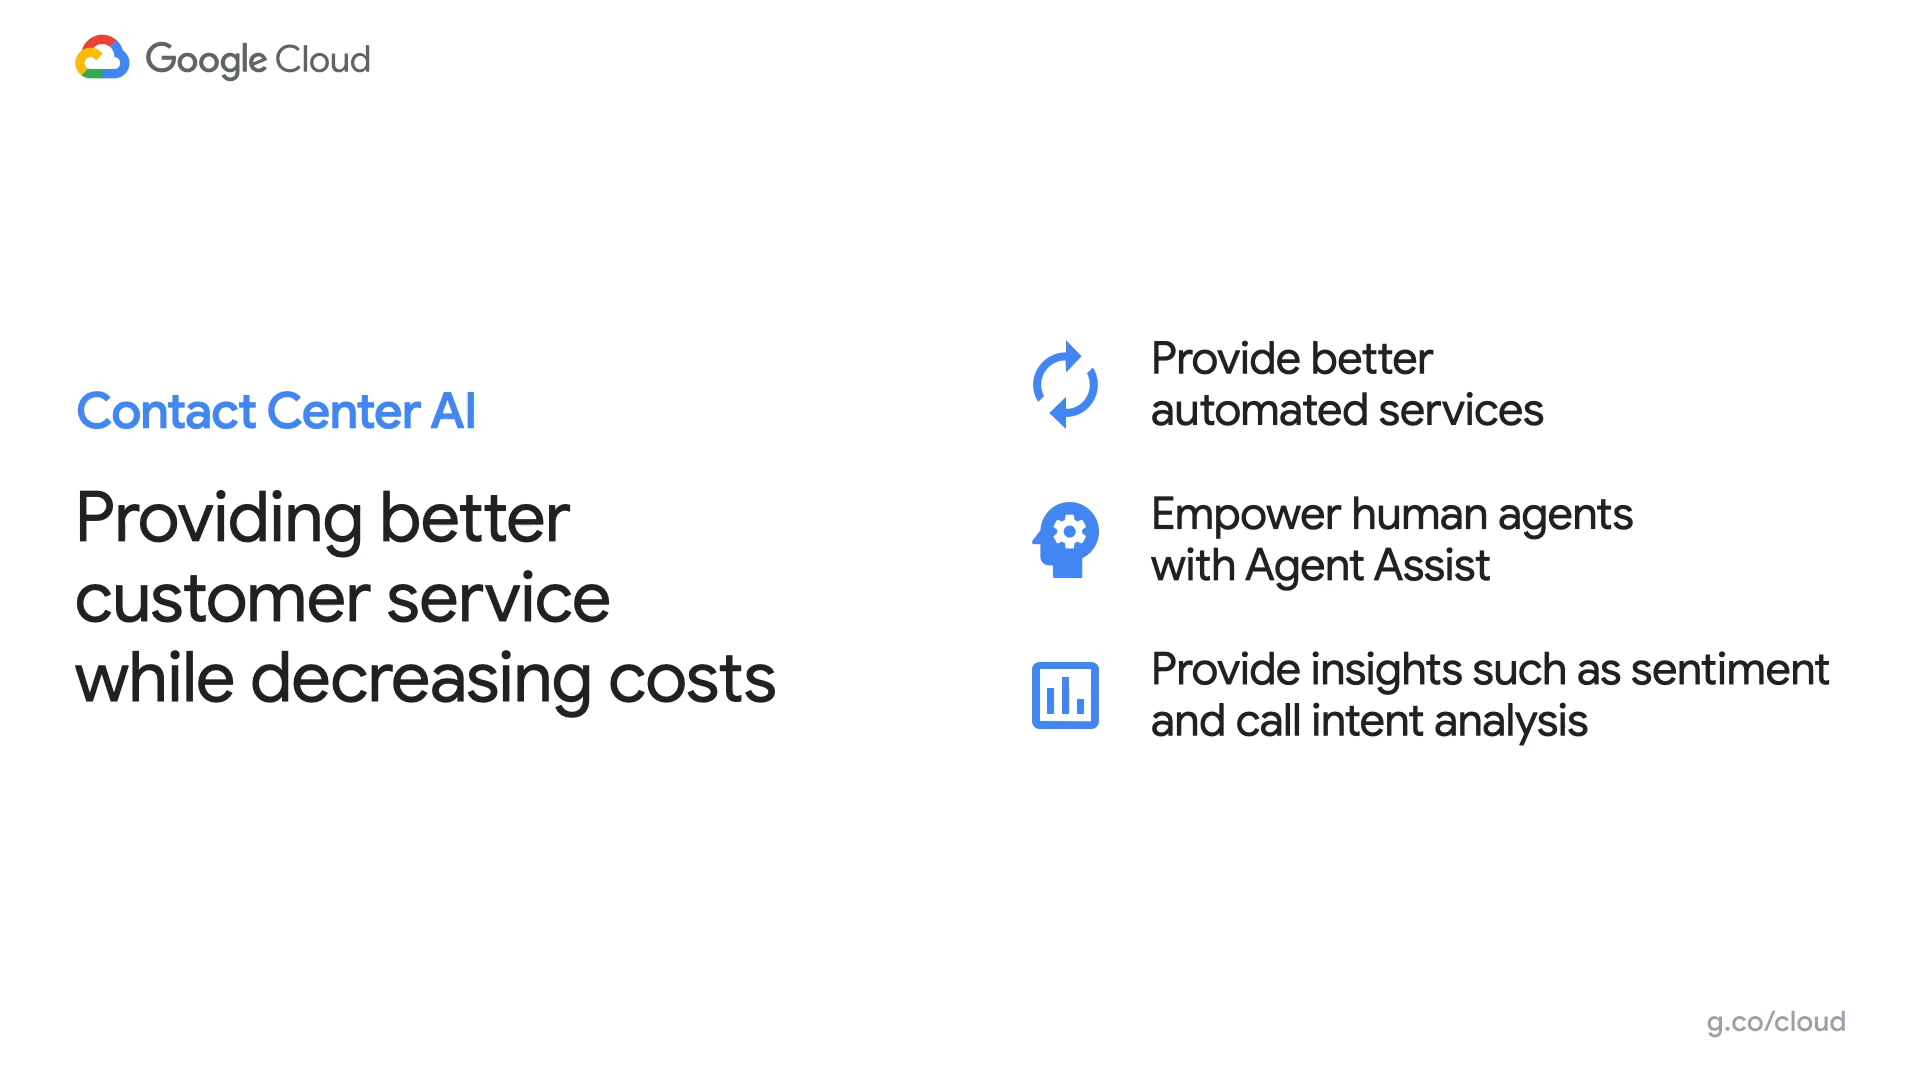 Google Cloud
Contact Center AI
Providing better
customer service
while decreasing costs
Provide better
automated services
Empower human agents
with Agent Assist
Provide insights such as sentiment
and call intent analysis
g.co/cloud